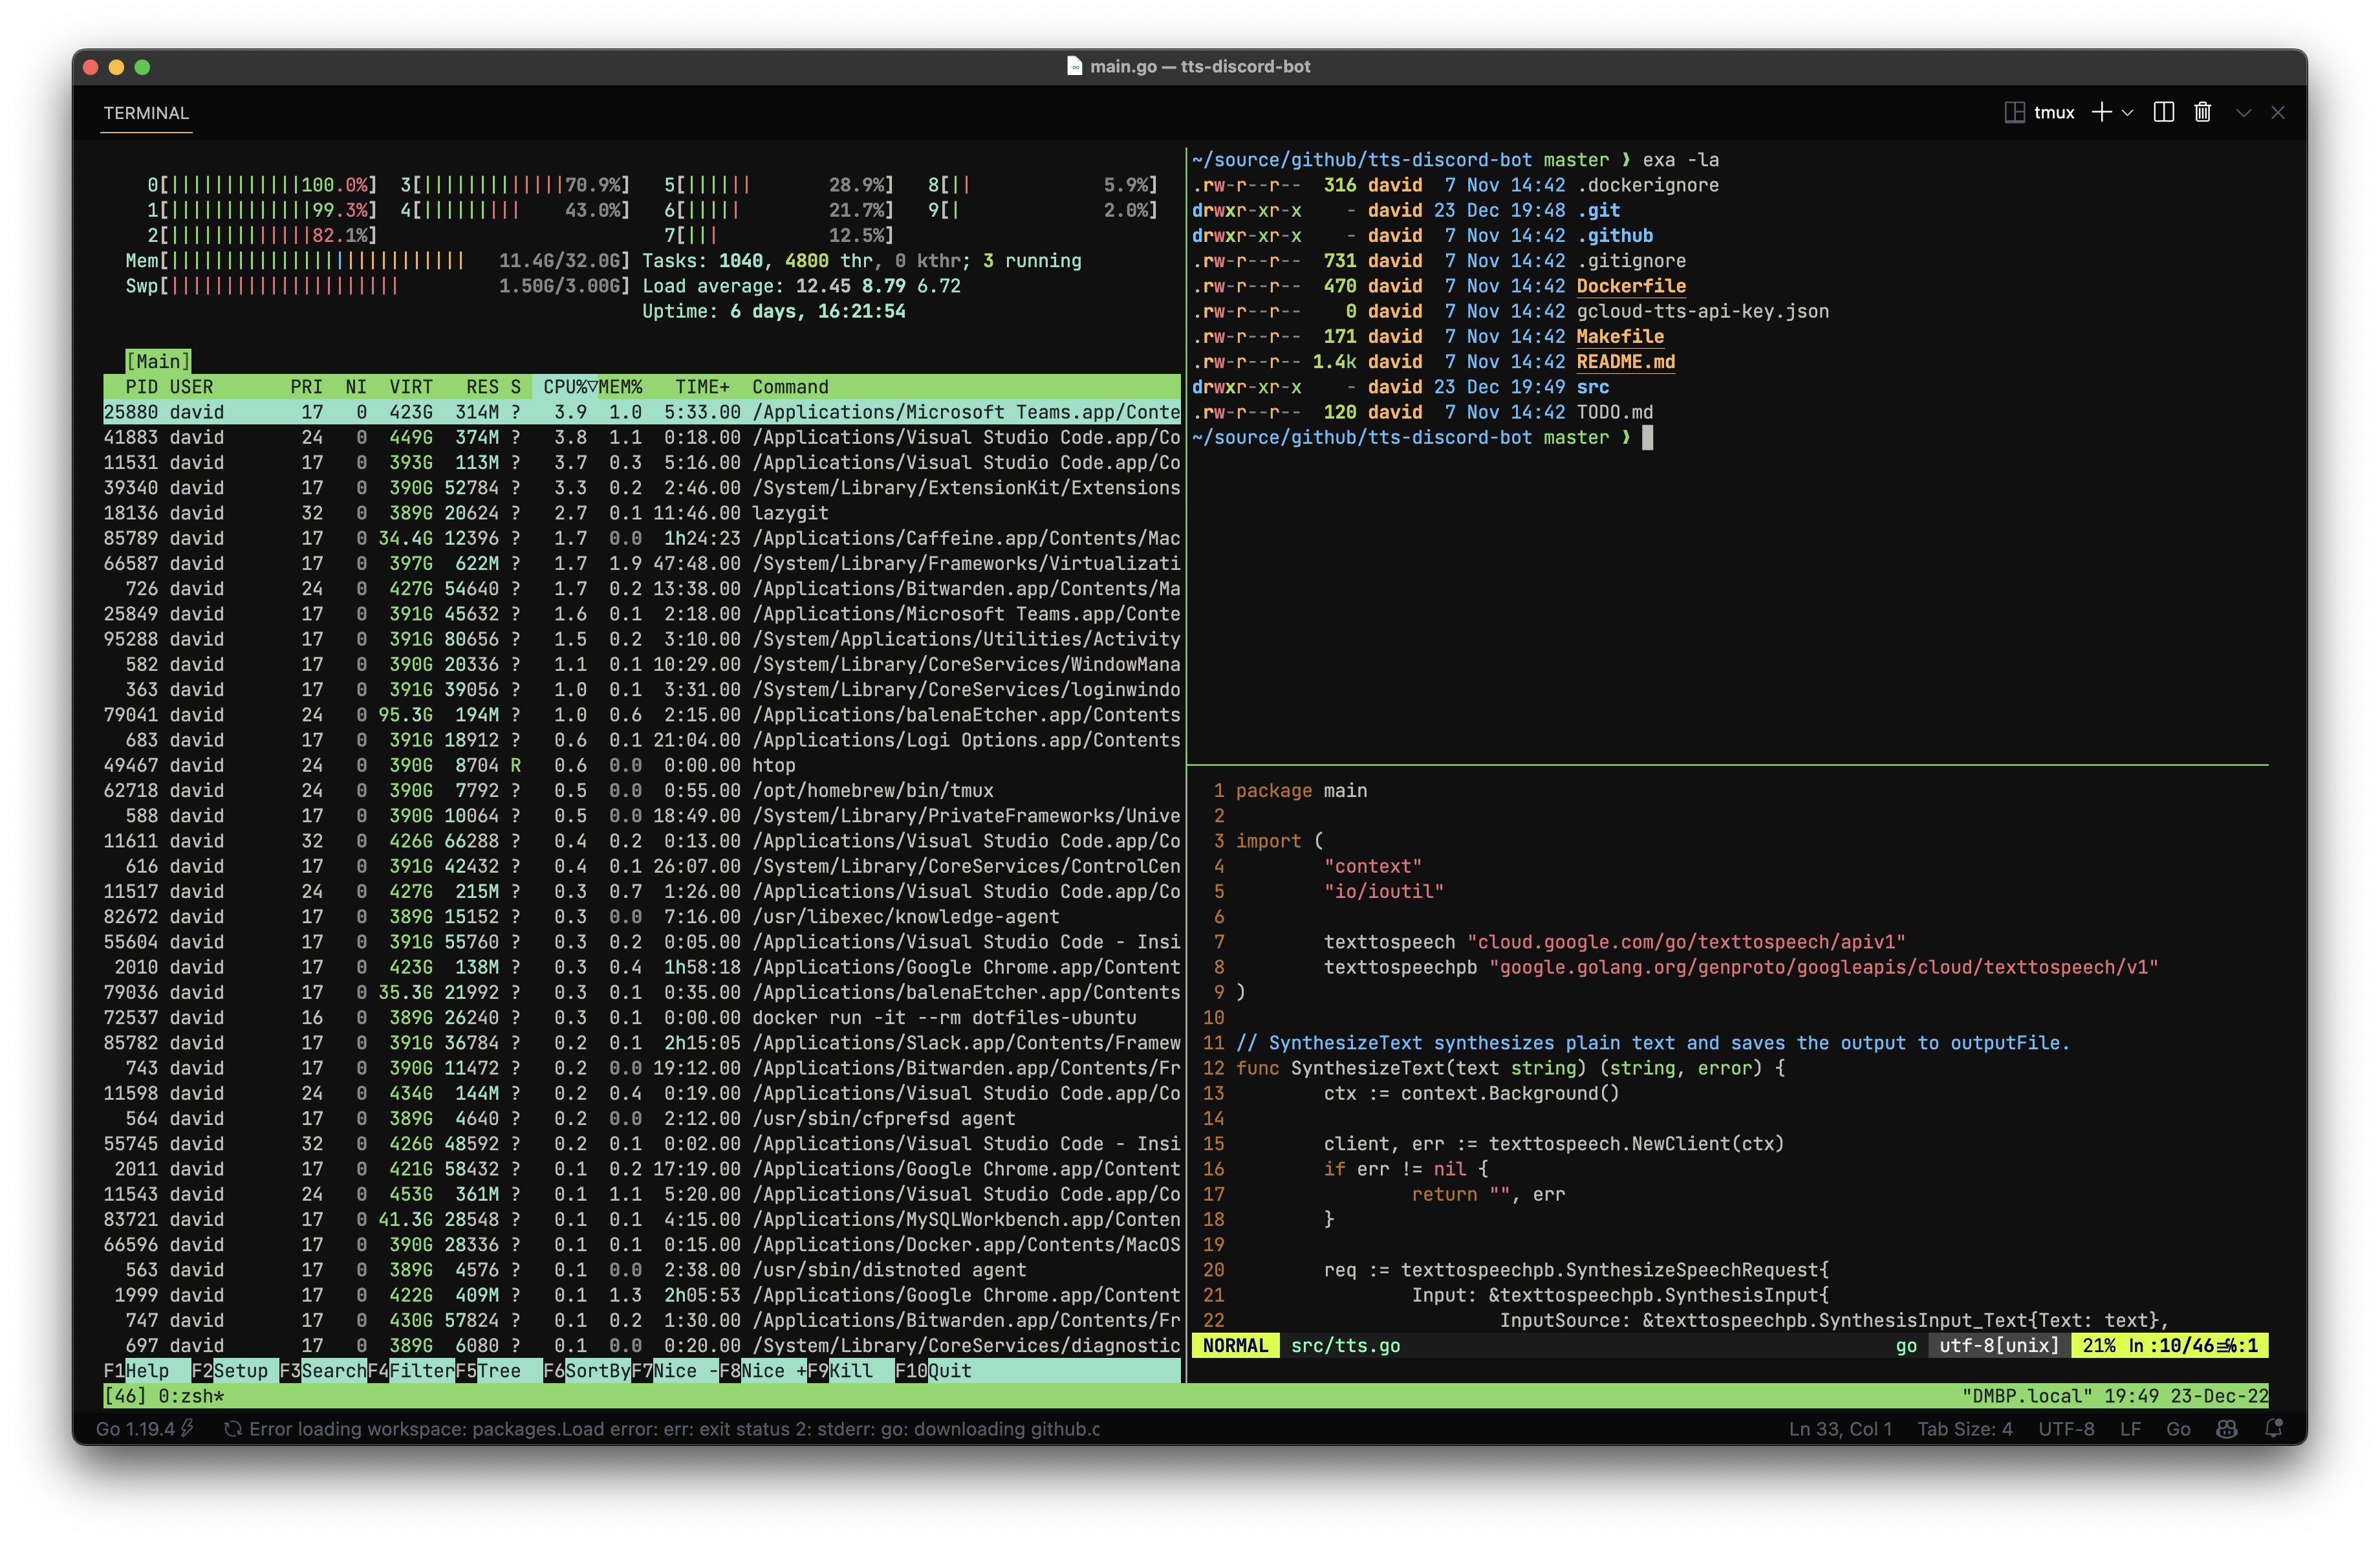 main.go — tts-discord-bot
TERMINAL
tmux
0[||||||||||||100.0%] 3[|||||||||||||70.9%] 5[|||||| 28.9%] 8[|| 5.9%]
1[|||||||||||||99.3%] 4[||||||||| 43.0%] 6[||||| 21.7%] 9[| 2.0%]
2[|||||||||||||82.1%] 7[||| 12.5%]
Mem[||||||||||||||||||||||||||| 11.4G/32.0G] Tasks: 1040, 4800 thr, 0 kthr; 3 running
Swp[||||||||||||||||||||| 1.50G/3.00G] Load average: 12.45 8.79 6.72
Uptime: 6 days, 16:21:54
[Main]
PID USER PRI NI VIRT RES S CPU%▽MEM% TIME+ Command
25880 david 17 0 423G 314M ? 3.9 1.0 5:33.00 /Applications/Microsoft Teams.app/Conte
41883 david 24 0 449G 374M ? 3.8 1.1 0:18.00 /Applications/Visual Studio Code.app/Co
11531 david 17 0 393G 113M ? 3.7 0.3 5:16.00 /Applications/Visual Studio Code.app/Co
39340 david 17 0 390G 52784 ? 3.3 0.2 2:46.00 /System/Library/ExtensionKit/Extensions
18136 david 32 0 389G 20624 ? 2.7 0.1 11:46.00 lazygit
85789 david 17 0 34.4G 12396 ? 1.7 0.0 1h24:23 /Applications/Caffeine.app/Contents/Mac
66587 david 17 0 397G 622M ? 1.7 1.9 47:48.00 /System/Library/Frameworks/Virtualizati
726 david 24 0 427G 54640 ? 1.7 0.2 13:38.00 /Applications/Bitwarden.app/Contents/Ma
25849 david 17 0 391G 45632 ? 1.6 0.1 2:18.00 /Applications/Microsoft Teams.app/Conte
95288 david 17 0 391G 80656 ? 1.5 0.2 3:10.00 /System/Applications/Utilities/Activity
582 david 17 0 390G 20336 ? 1.1 0.1 10:29.00 /System/Library/CoreServices/WindowMana
363 david 17 0 391G 39056 ? 1.0 0.1 3:31.00 /System/Library/CoreServices/loginwindo
79041 david 24 0 95.3G 194M ? 1.0 0.6 2:15.00 /Applications/balenaEtcher.app/Contents
683 david 17 0 391G 18912 ? 0.6 0.1 21:04.00 /Applications/Logi Options.app/Contents
49467 david 24 0 390G 8704 R 0.6 0.0 0:00.00 htop
62718 david 24 0 390G 7792 ? 0.5 0.0 0:55.00 /opt/homebrew/bin/tmux
588 david 17 0 390G 10064 ? 0.5 0.0 18:49.00 /System/Library/PrivateFrameworks/Unive
11611 david 32 0 426G 66288 ? 0.4 0.2 0:13.00 /Applications/Visual Studio Code.app/Co
616 david 17 0 391G 42432 ? 0.4 0.1 26:07.00 /System/Library/CoreServices/ControlCen
11517 david 24 0 427G 215M ? 0.3 0.7 1:26.00 /Applications/Visual Studio Code.app/Co
82672 david 17 0 389G 15152 ? 0.3 0.0 7:16.00 /usr/libexec/knowledge-agent
55604 david 17 0 391G 55760 ? 0.3 0.2 0:05.00 /Applications/Visual Studio Code - Insi
2010 david 17 0 423G 138M ? 0.3 0.4 1h58:18 /Applications/Google Chrome.app/Content
79036 david 17 0 35.3G 21992 ? 0.3 0.1 0:35.00 /Applications/balenaEtcher.app/Contents
72537 david 16 0 389G 26240 ? 0.3 0.1 0:00.00 docker run -it --rm dotfiles-ubuntu
85782 david 17 0 391G 36784 ? 0.2 0.1 2h15:05 /Applications/Slack.app/Contents/Framew
743 david 17 0 390G 11472 ? 0.2 0.0 19:12.00 /Applications/Bitwarden.app/Contents/Fr
11598 david 24 0 434G 144M ? 0.2 0.4 0:19.00 /Applications/Visual Studio Code.app/Co
564 david 17 0 389G 4640 ? 0.2 0.0 2:12.00 /usr/sbin/cfprefsd agent
55745 david 32 0 426G 48592 ? 0.2 0.1 0:02.00 /Applications/Visual Studio Code - Insi
2011 david 17 0 421G 58432 ? 0.1 0.2 17:19.00 /Applications/Google Chrome.app/Content
11543 david 24 0 453G 361M ? 0.1 1.1 5:20.00 /Applications/Visual Studio Code.app/Co
83721 david 17 0 41.3G 28548 ? 0.1 0.1 4:15.00 /Applications/MySQLWorkbench.app/Conten
66596 david 17 0 390G 28336 ? 0.1 0.1 0:15.00 /Applications/Docker.app/Contents/MacOS
563 david 17 0 389G 4576 ? 0.1 0.0 2:38.00 /usr/sbin/distnoted agent
1999 david 17 0 422G 409M ? 0.1 1.3 2h05:53 /Applications/Google Chrome.app/Content
747 david 17 0 430G 57824 ? 0.1 0.2 1:30.00 /Applications/Bitwarden.app/Contents/Fr
697 david 17 0 389G 6080 ? 0.1 0.0 0:20.00 /System/Library/CoreServices/diagnostic
F1Help F2Setup F3SearchF4FilterF5Tree F6SortByF7Nice -F8Nice +F9Kill F10Quit
~/source/github/tts-discord-bot master ❱ exa -la
.rw-r--r-- 316 david 7 Nov 14:42 .dockerignore
drwxr-xr-x - david 23 Dec 19:48 .git
drwxr-xr-x - david 7 Nov 14:42 .github
.rw-r--r-- 731 david 7 Nov 14:42 .gitignore
.rw-r--r-- 470 david 7 Nov 14:42 Dockerfile
.rw-r--r-- 0 david 7 Nov 14:42 gcloud-tts-api-key.json
.rw-r--r-- 171 david 7 Nov 14:42 Makefile
.rw-r--r-- 1.4k david 7 Nov 14:42 README.md
drwxr-xr-x - david 23 Dec 19:49 src
.rw-r--r-- 120 david 7 Nov 14:42 TODO.md
~/source/github/tts-discord-bot master ❱
1 package main
2
3 import (
4 "context"
5 "io/ioutil"
6
7 texttospeech "cloud.google.com/go/texttospeech/apiv1"
8 texttospeechpb "google.golang.org/genproto/googleapis/cloud/texttospeech/v1"
9 )
10
11 // SynthesizeText synthesizes plain text and saves the output to outputFile.
12 func SynthesizeText(text string) (string, error) {
13 ctx := context.Background()
14
15 client, err := texttospeech.NewClient(ctx)
16 if err != nil {
17 return "", err
18 }
19
20 req := texttospeechpb.SynthesizeSpeechRequest{
21 Input: &texttospeechpb.SynthesisInput{
22 InputSource: &texttospeechpb.SynthesisInput_Text{Text: text},
NORMAL src/tts.go go utf-8[unix] 21% ln :10/46≡%:1
[46] 0:zsh* "DMBP.local" 19:49 23-Dec-22
Go 1.19.4 Error loading workspace: packages.Load error: err: exit status 2: stderr: go: downloading github.c Ln 33, Col 1 Tab Size: 4 UTF-8 LF Go